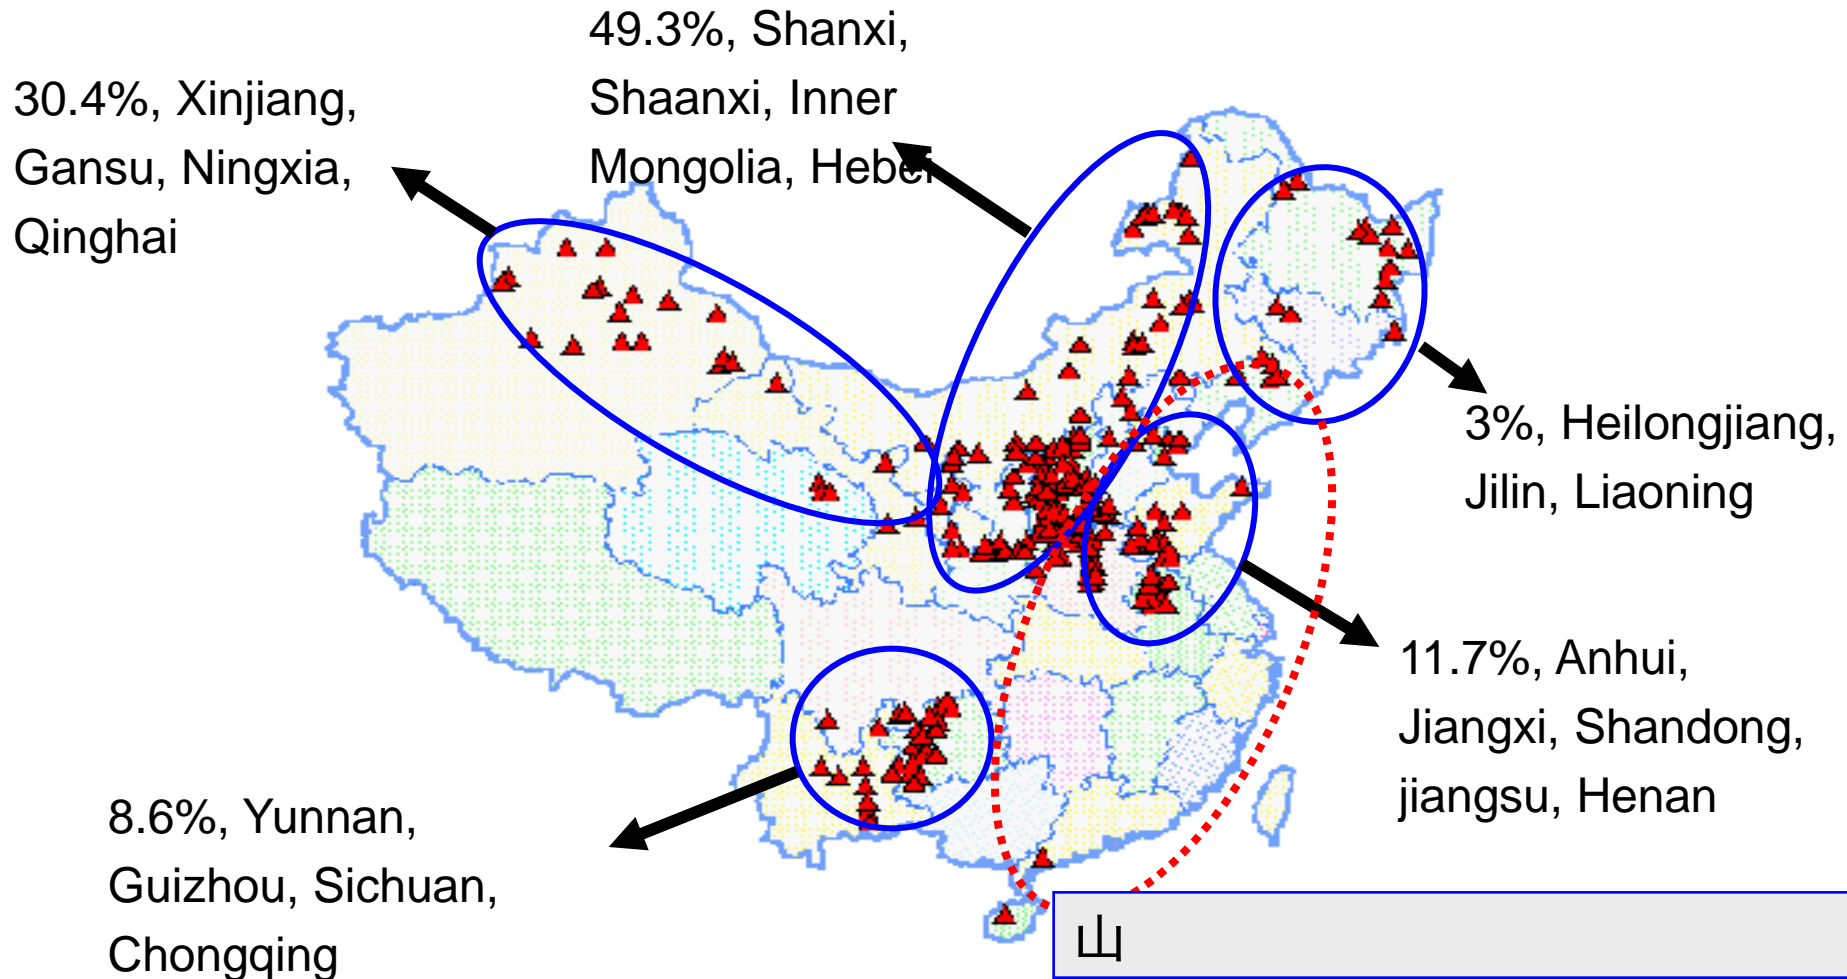 49.3%, Shanxi,
Shaanxi, Inner
Mongolia, Hebei
30.4%, Xinjiang,
Gansu, Ningxia,
Qinghai
3%, Heilongjiang,
Jilin, Liaoning
11.7%, Anhui,
Jiangxi, Shandong,
jiangsu, Henan
8.6%, Yunnan,
Guizhou, Sichuan,
Chongqing
山